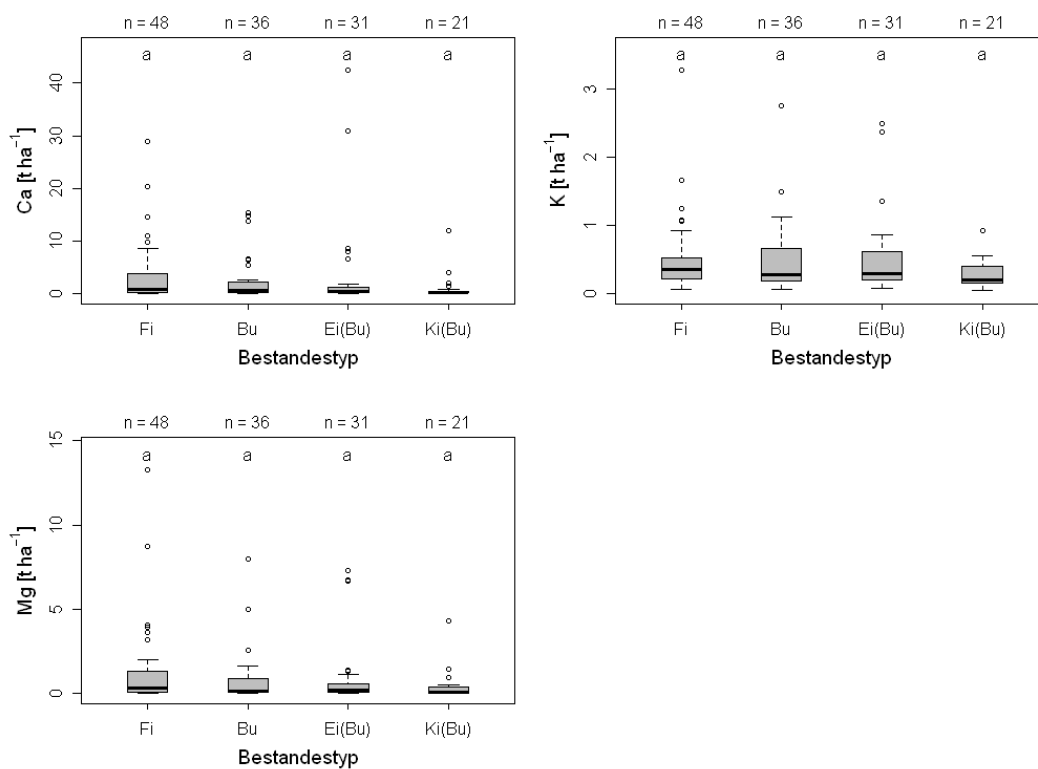 n = 48 n = 36 n = 31 n = 21
a a a a
40
30
20
10
0
Ca [t ha⁻¹]
Fi Bu Ei(Bu) Ki(Bu)
Bestandestyp
n = 48 n = 36 n = 31 n = 21
a a a a
3
2
1
0
K [t ha⁻¹]
Fi Bu Ei(Bu) Ki(Bu)
Bestandestyp
n = 48 n = 36 n = 31 n = 21
a a a a
15
10
5
0
Mg [t ha⁻¹]
Fi Bu Ei(Bu) Ki(Bu)
Bestandestyp